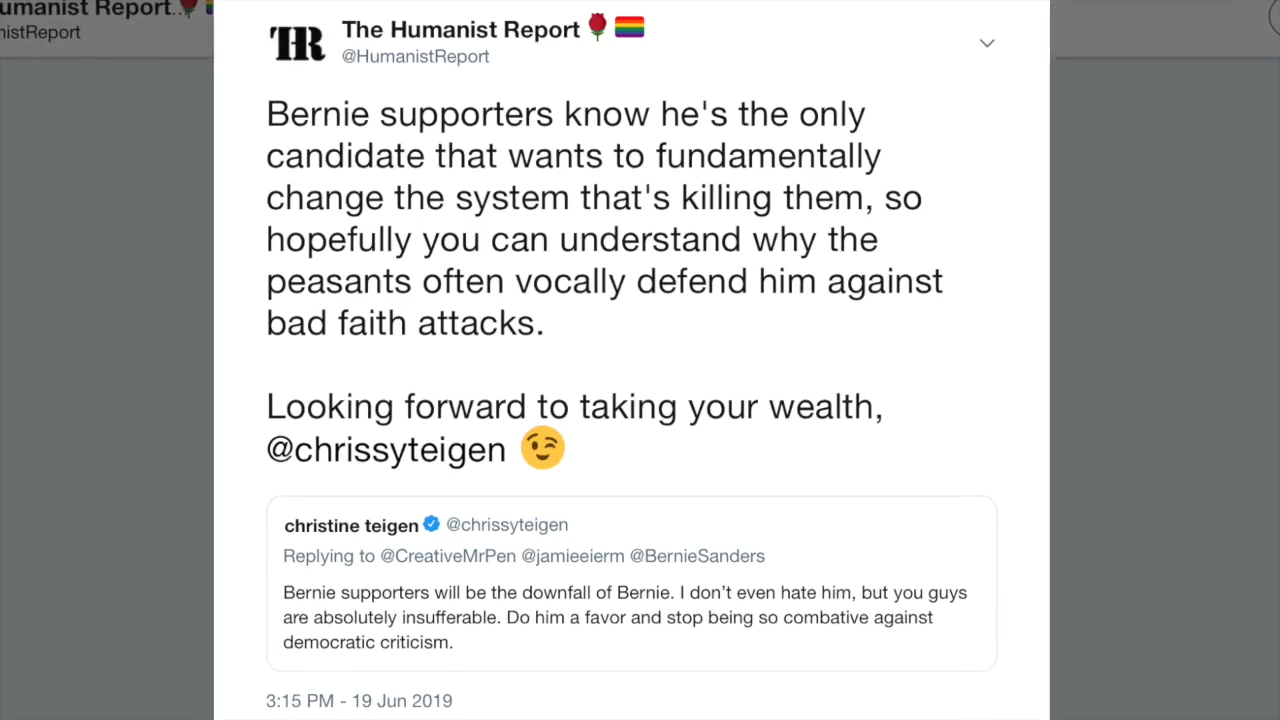 umanist Report..🌹
nistReport
THR
The Humanist Report🌹🏳️‍🌈
@HumanistReport
Bernie supporters know he's the only
candidate that wants to fundamentally
change the system that's killing them, so
hopefully you can understand why the
peasants often vocally defend him against
bad faith attacks.
Looking forward to taking your wealth,
@chrissyteigen 😉
christine teigen @chrissyteigen
Replying to @CreativeMrPen @jamieeierm @BernieSanders
Bernie supporters will be the downfall of Bernie. I don’t even hate him, but you guys
are absolutely insufferable. Do him a favor and stop being so combative against
democratic criticism.
3:15 PM - 19 Jun 2019